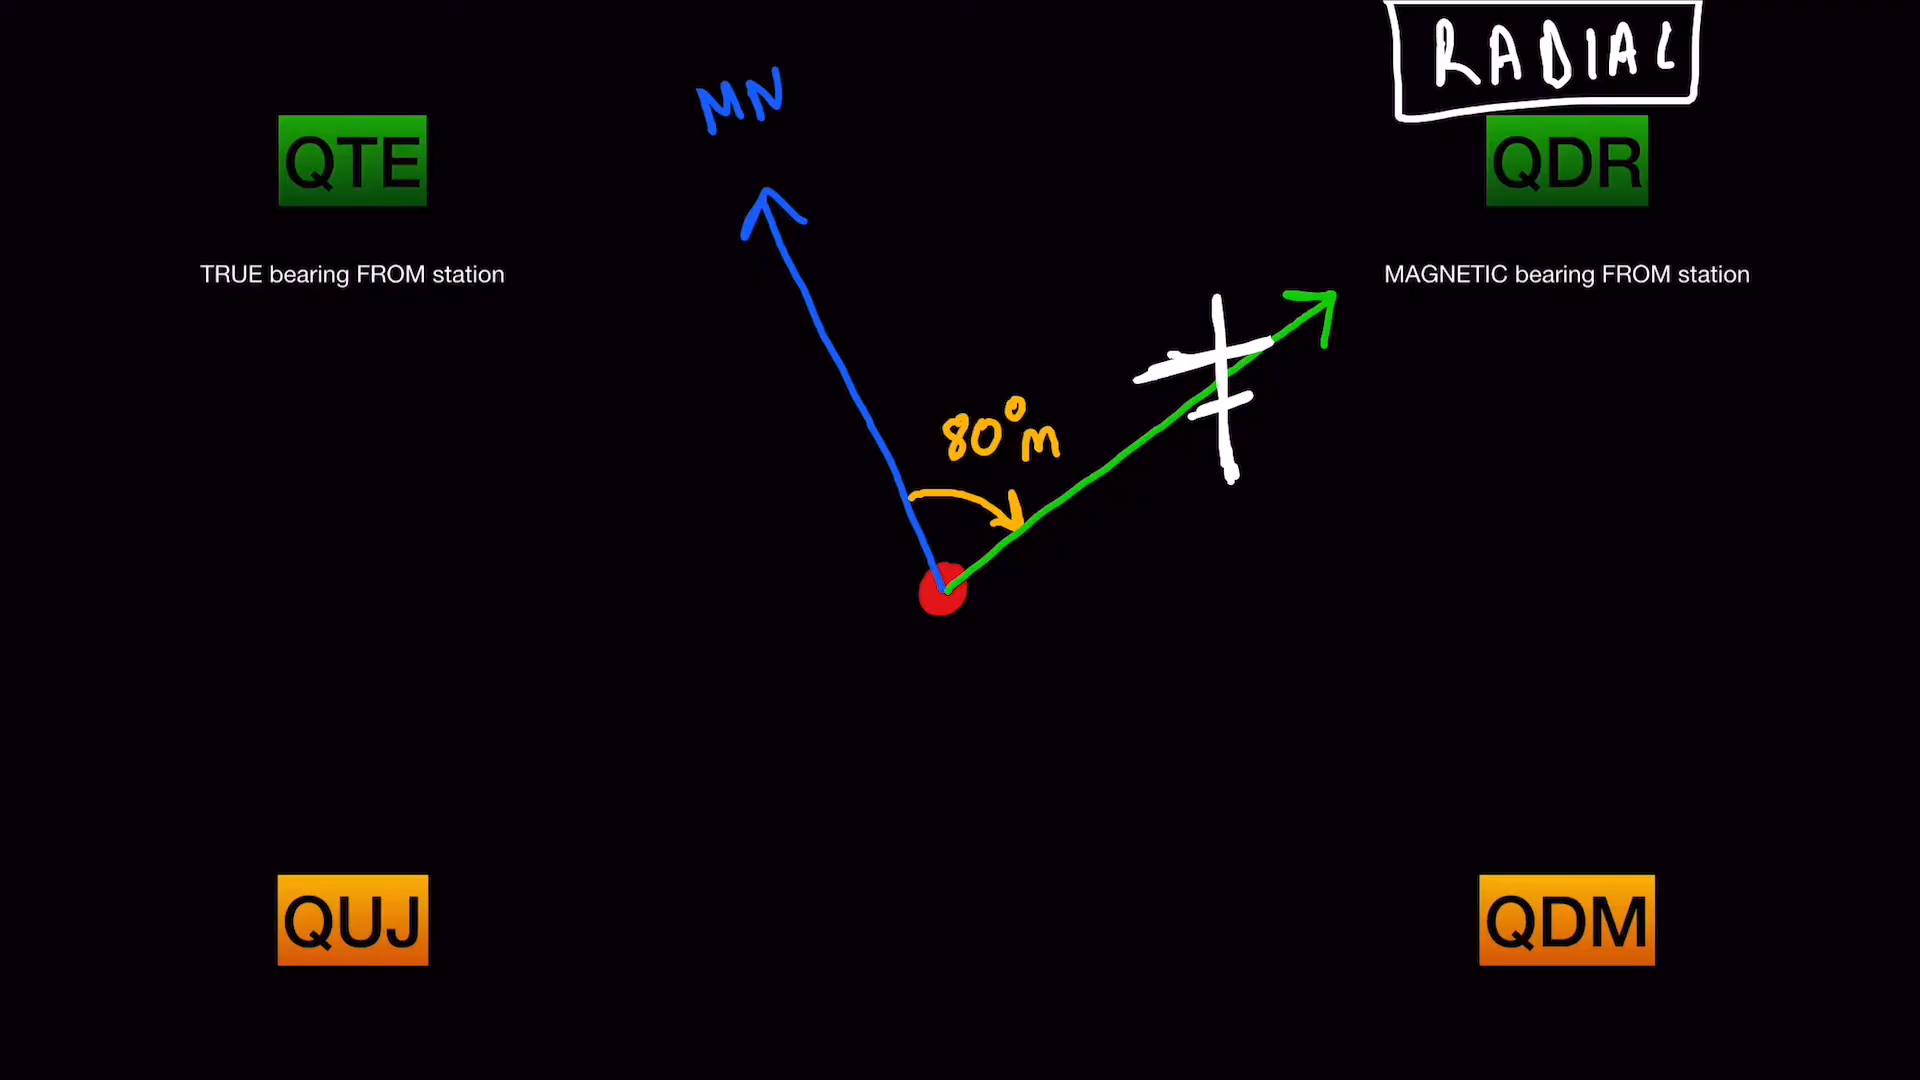 RADIAL
MN
QTE
QDR
TRUE bearing FROM station
MAGNETIC bearing FROM station
80°m
QUJ
QDM